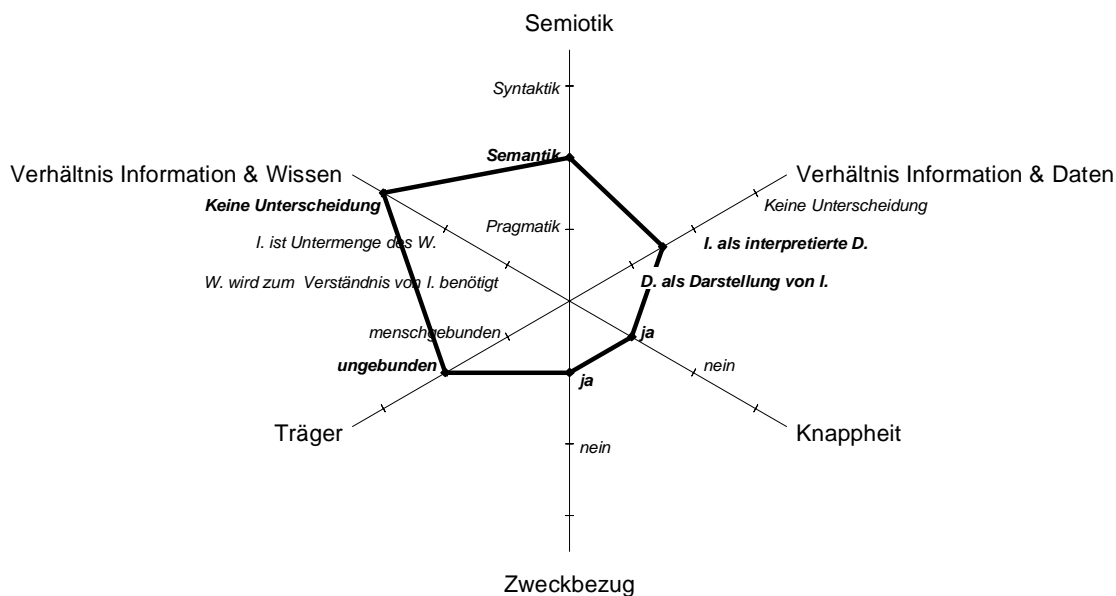 Semiotik
Syntaktik
Semantik
Verhältnis Information & Wissen
Verhältnis Information & Daten
Keine Unterscheidung
Keine Unterscheidung
Pragmatik
I. ist Untermenge des W.
I. als interpretierte D.
W. wird zum Verständnis von I. benötigt
D. als Darstellung von I.
menschgebunden
ja
ungebunden
nein
ja
Träger
Knappheit
nein
Zweckbezug